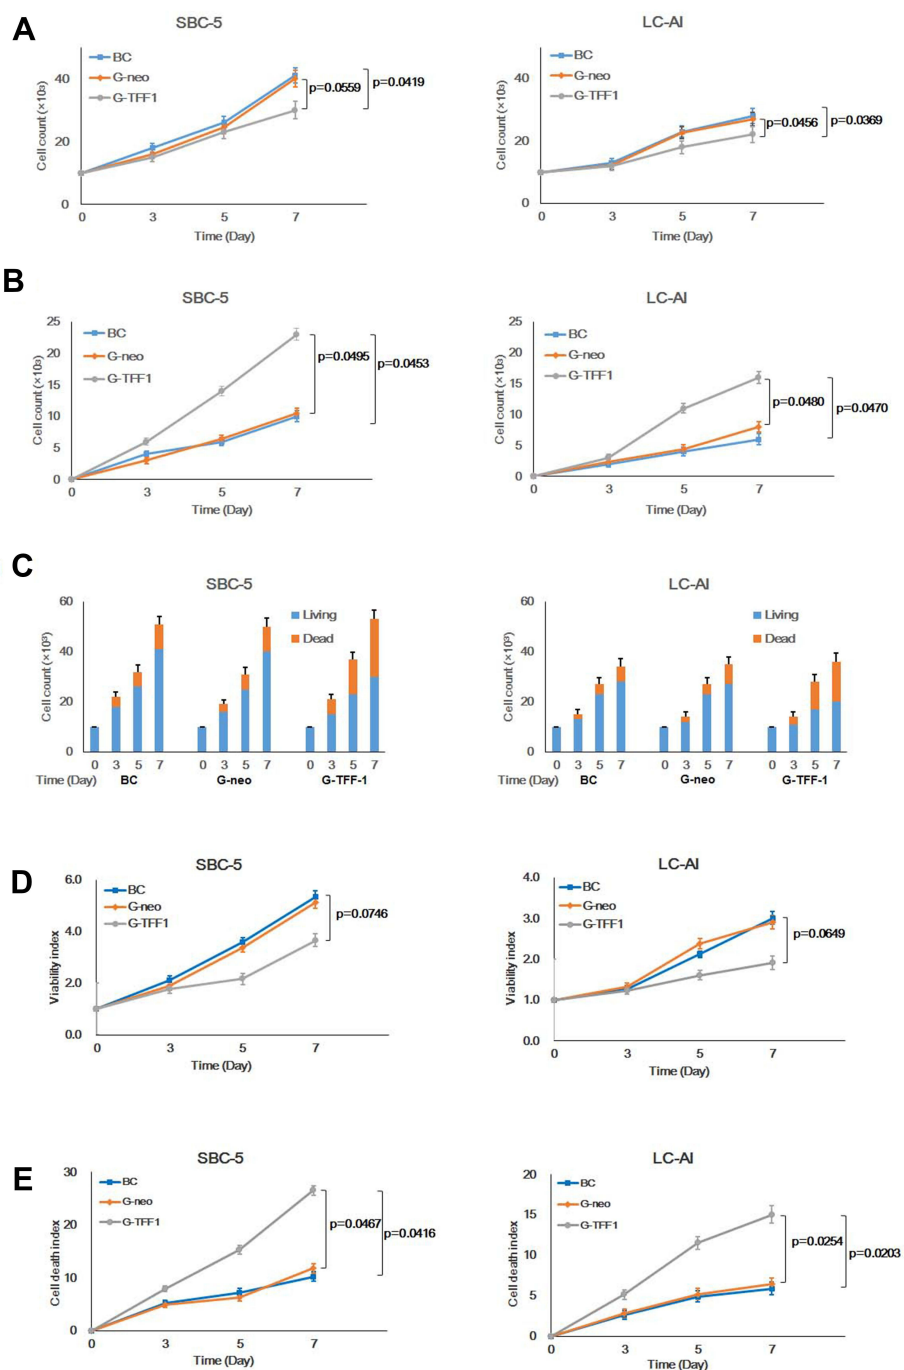 A
SBC-5
BC
G-neo
G-TFF1
Cell count (×10³)
40
20
0
p=0.0559
p=0.0419
0 3 5 7
Time (Day)
LC-AI
BC
G-neo
G-TFF1
Cell count (×10³)
40
20
0
p=0.0456
p=0.0369
0 3 5 7
Time (Day)
B
SBC-5
BC
G-neo
G-TFF1
Cell count (×10³)
25
20
15
10
5
0
p=0.0495
p=0.0453
0 3 5 7
Time (Day)
LC-AI
BC
G-neo
G-TFF1
Cell count (×10³)
25
20
15
10
5
0
p=0.0480
p=0.0470
0 3 5 7
Time (Day)
C
SBC-5
Living
Dead
Cell count (×10³)
60
40
20
0
0 3 5 7 0 3 5 7 0 3 5 7
Time (Day) BC G-neo G-TFF-1
LC-AI
Living
Dead
Cell count (×10³)
60
40
20
0
0 3 5 7 0 3 5 7 0 3 5 7
Time (Day) BC G-neo G-TFF-1
D
SBC-5
BC
G-neo
G-TFF1
Viability index
6.0
4.0
2.0
0.0
p=0.0746
0 3 5 7
Time (Day)
LC-AI
BC
G-neo
G-TFF1
Viability index
4.0
3.0
2.0
1.0
0.0
p=0.0649
0 3 5 7
Time (Day)
E
SBC-5
BC
G-neo
G-TFF1
Cell death index
30
20
10
0
p=0.0467
p=0.0416
0 3 5 7
Time (Day)
LC-AI
BC
G-neo
G-TFF1
Cell death index
20
15
10
5
0
p=0.0254
p=0.0203
0 3 5 7
Time (Day)